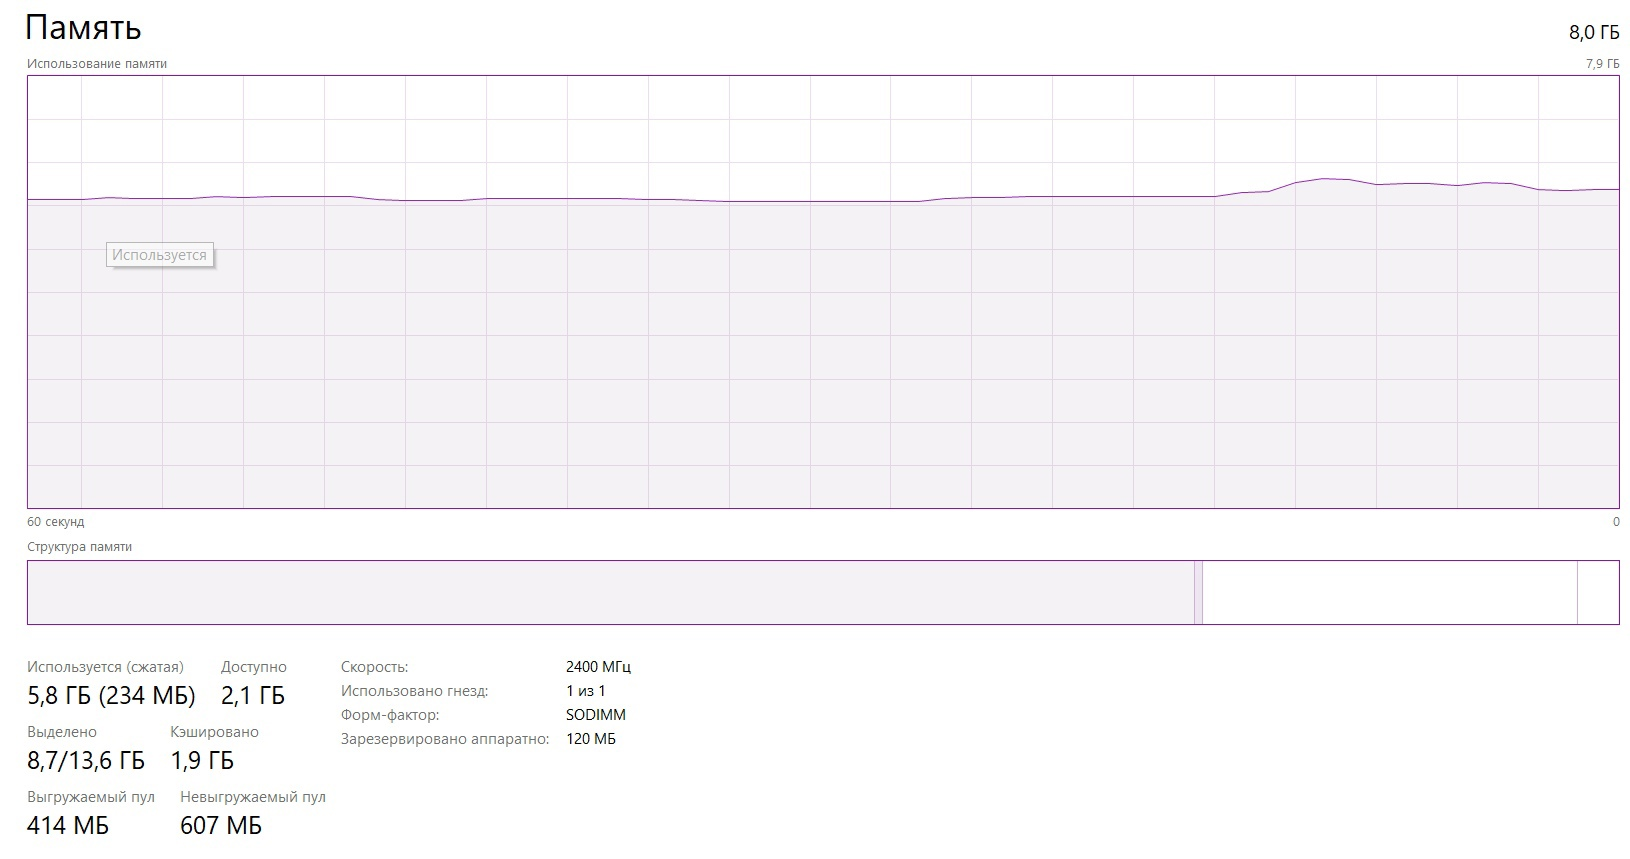 Память
8,0 ГБ
Использование памяти
7,9 ГБ
Используется
60 секунд
0
Структура памяти
Используется (сжатая)
5,8 ГБ (234 МБ)
Доступно
2,1 ГБ
Выделено
8,7/13,6 ГБ
Кэшировано
1,9 ГБ
Выгружаемый пул
414 МБ
Невыгружаемый пул
607 МБ
Скорость: 2400 МГц
Использовано гнезд: 1 из 1
Форм-фактор: SODIMM
Зарезервировано аппаратно: 120 МБ